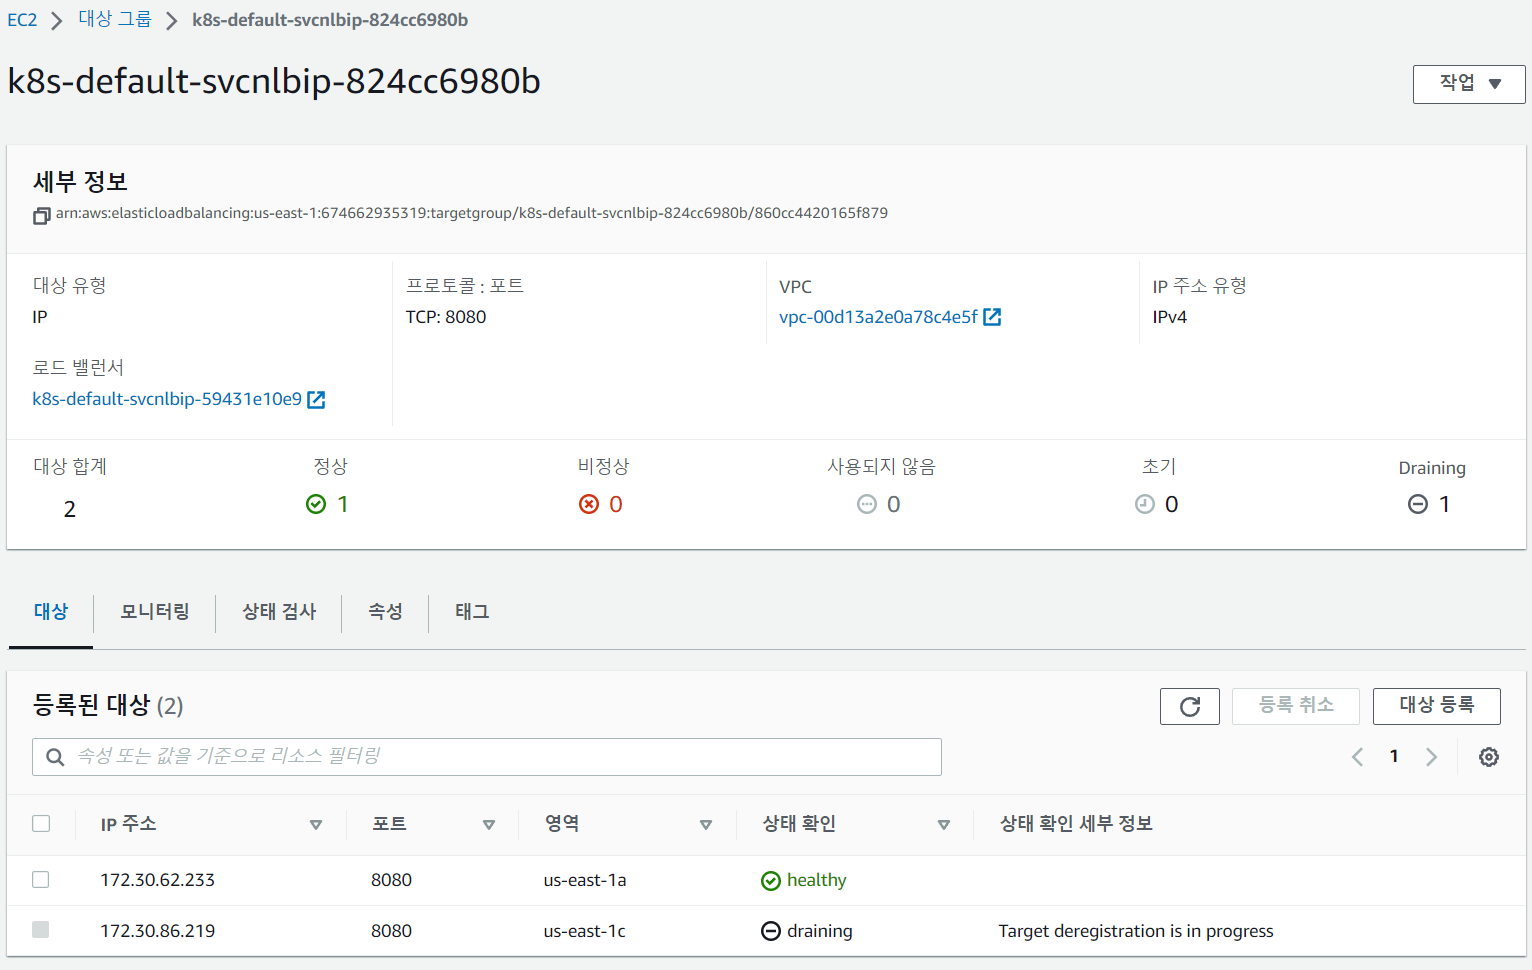 EC2 > 대상 그룹 > k8s-default-svcnlbip-824cc6980b
k8s-default-svcnlbip-824cc6980b
작업
세부 정보
arn:aws:elasticloadbalancing:us-east-1:674662935319:targetgroup/k8s-default-svcnlbip-824cc6980b/860cc4420165f879
대상 유형
IP
프로토콜 : 포트
TCP: 8080
VPC
vpc-00d13a2e0a78c4e5f
IP 주소 유형
IPv4
로드 밸런서
k8s-default-svcnlbip-59431e10e9
대상 합계
2
정상
1
비정상
0
사용되지 않음
0
초기
0
Draining
1
대상 모니터링 상태 검사 속성 태그
등록된 대상 (2)
등록 취소
대상 등록
속성 또는 값을 기준으로 리소스 필터링
1
IP 주소 포트 영역 상태 확인 상태 확인 세부 정보
172.30.62.233 8080 us-east-1a healthy
172.30.86.219 8080 us-east-1c draining Target deregistration is in progress